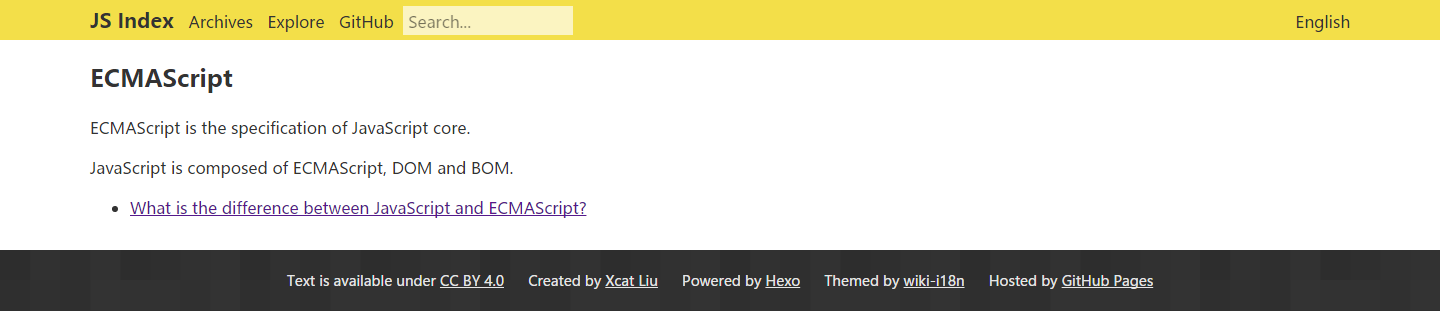 JS Index Archives Explore GitHub Search... English
ECMAScript
ECMAScript is the specification of JavaScript core.
JavaScript is composed of ECMAScript, DOM and BOM.
What is the difference between JavaScript and ECMAScript?
Text is available under CC BY 4.0 Created by Xcat Liu Powered by Hexo Themed by wiki-i18n Hosted by GitHub Pages